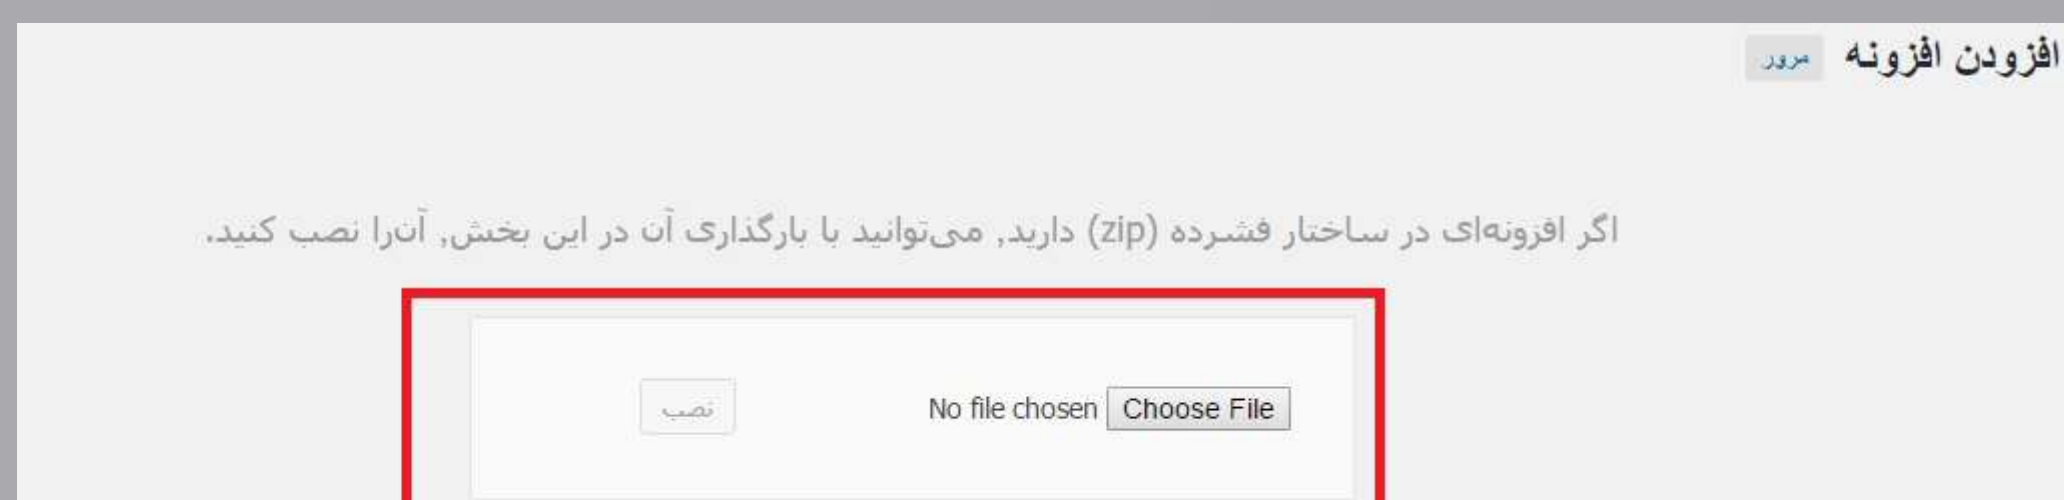 افزودن افزونه مرور
اگر افزونه‌ای در ساختار فشرده (zip) دارید, می‌توانید با بارگذاری آن در این بخش, آن‌را نصب کنید.
Choose File No file chosen نصب